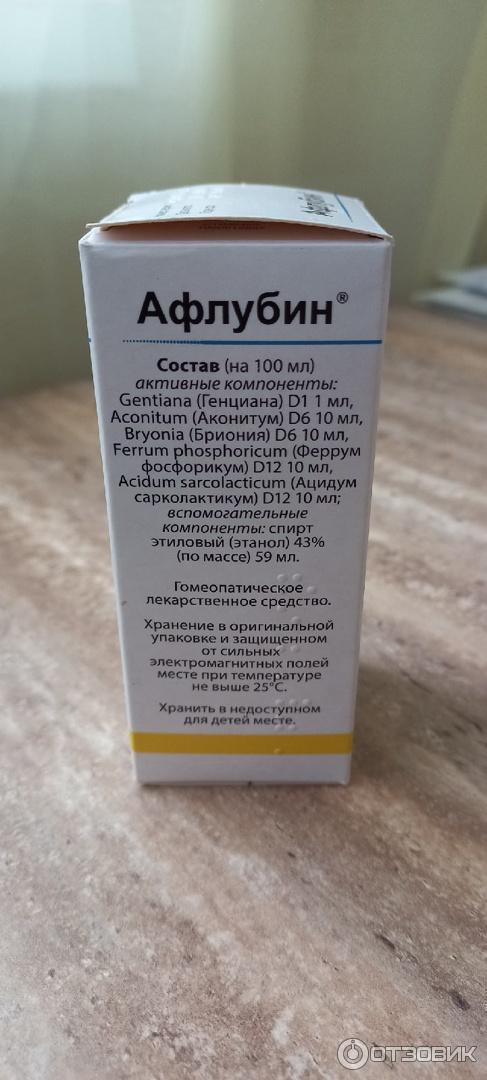 Афлубин
Афлубин®
Состав (на 100 мл)
активные компоненты:
Gentiana (Генциана) D1 1 мл,
Aconitum (Аконитум) D6 10 мл,
Bryonia (Бриония) D6 10 мл,
Ferrum phosphoricum (Феррум
фосфорикум) D12 10 мл,
Acidum sarcolacticum (Ацидум
сарколактикум) D12 10 мл;
вспомогательные
компоненты: спирт
этиловый (этанол) 43%
(по массе) 59 мл.
Гомеопатическое
лекарственное средство.
Хранение в оригинальной
упаковке и защищенном
от сильных
электромагнитных полей
месте при температуре
не выше 25°С.
Хранить в недоступном
для детей месте.
ОТЗОВИК